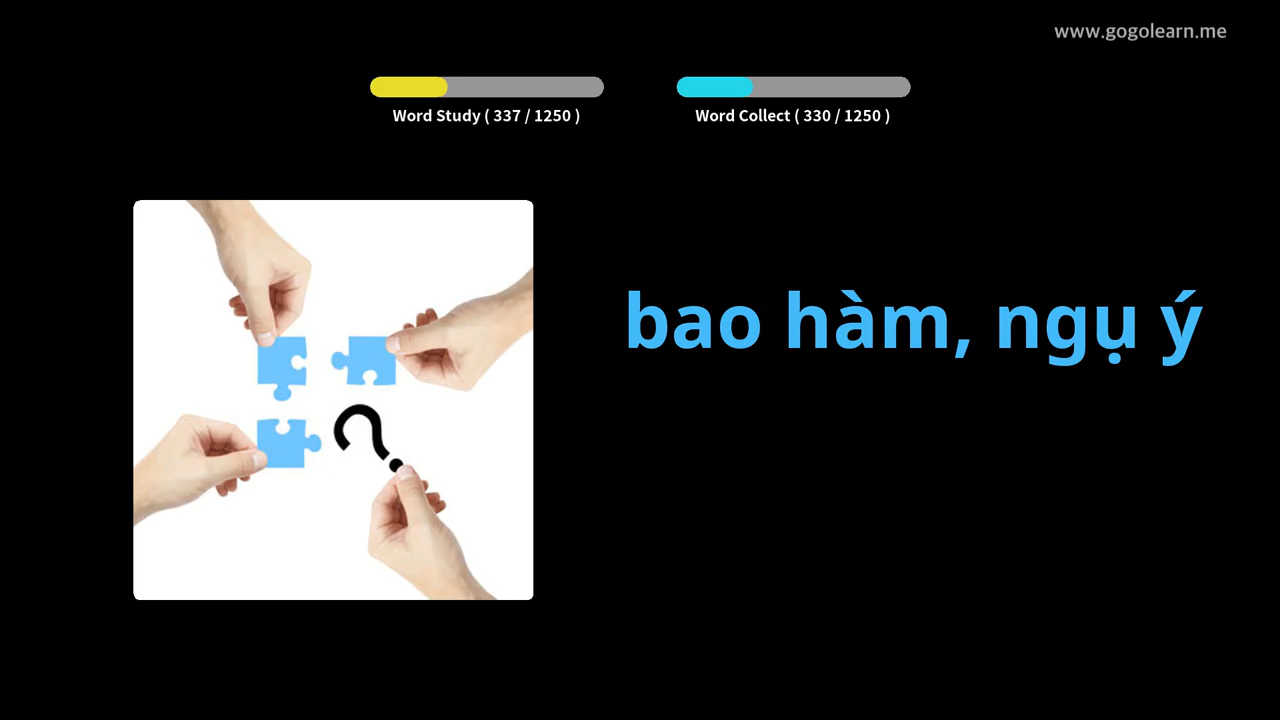 www.gogolearn.me
Word Study ( 337 / 1250 )
Word Collect ( 330 / 1250 )
bao hàm, ngụ ý
?